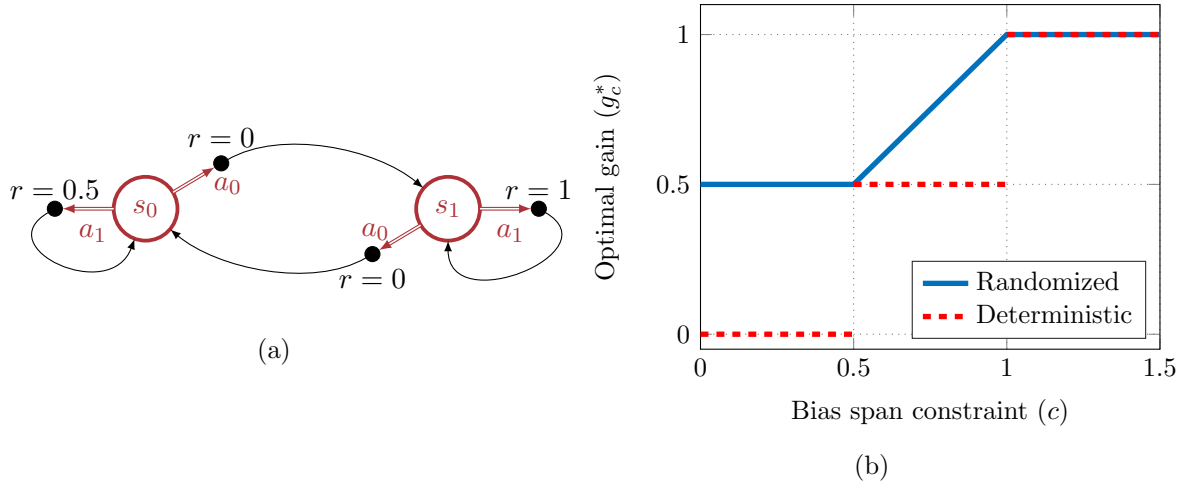 r = 0
r = 0.5
a₀
s₀
a₁
s₁
r = 1
a₀
a₁
r = 0
(a)
Optimal gain (g*c)
1
0.5
0
Randomized
Deterministic
0 0.5 1 1.5
Bias span constraint (c)
(b)